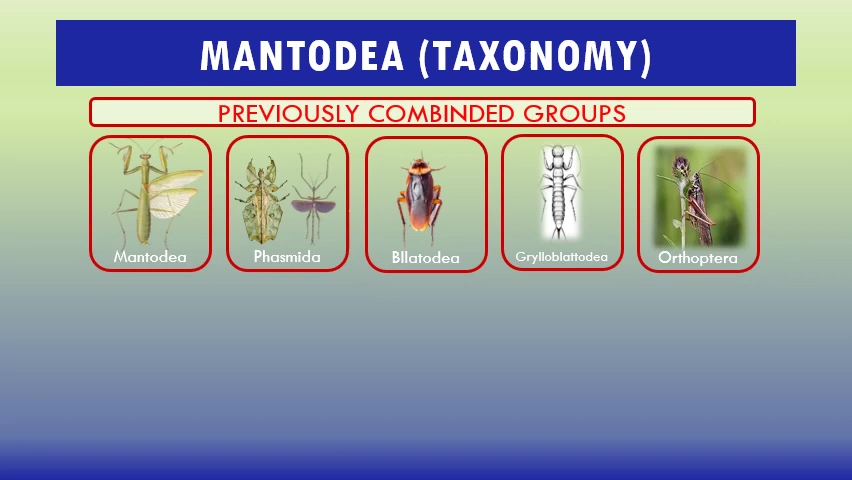 MANTODEA (TAXONOMY)
PREVIOUSLY COMBINDED GROUPS
Mantodea
Phasmida
Bllatodea
Grylloblattodea
Orthoptera